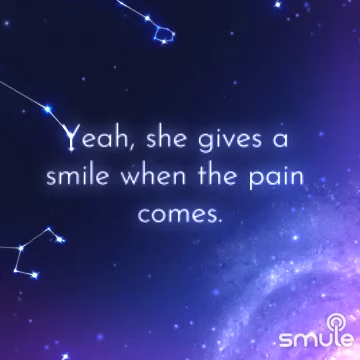 Yeah, she gives a
smile when the pain
comes.
smule